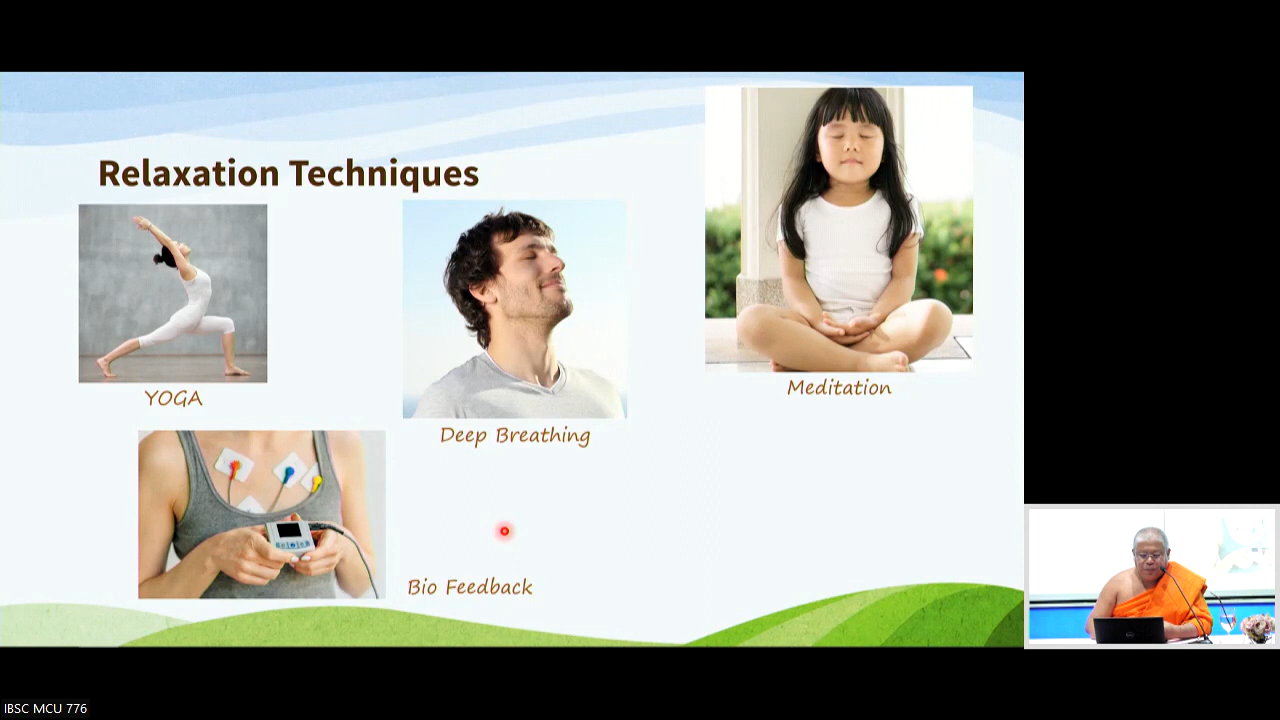 Relaxation Techniques
YOGA
Deep Breathing
Meditation
Bio Feedback
IBSC MCU 776